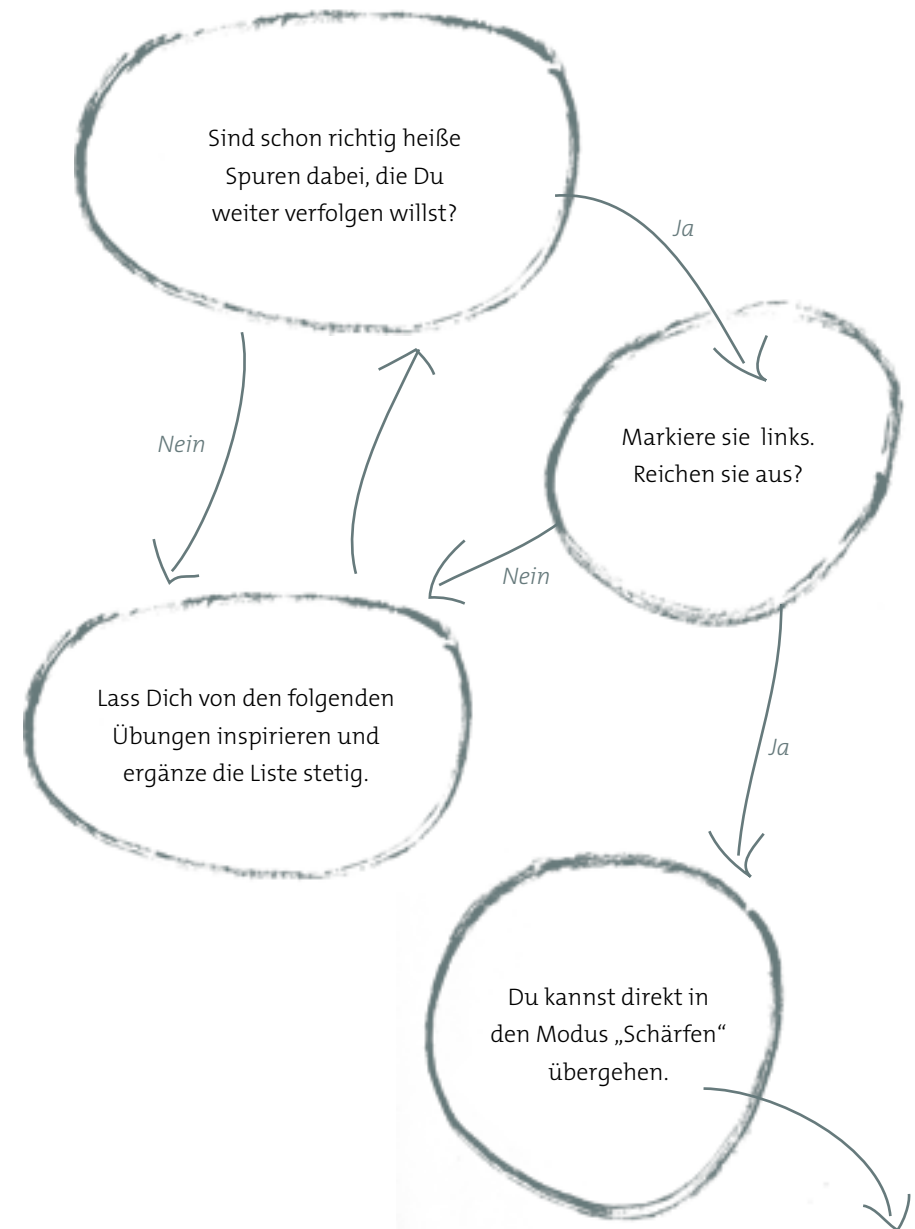 Sind schon richtig heiße
Spuren dabei, die Du
weiter verfolgen willst?
Ja
Markiere sie  links.
Reichen sie aus?
Nein
Nein
Lass Dich von den folgenden
Übungen inspirieren und
ergänze die Liste stetig.
Ja
Du kannst direkt in
den Modus „Schärfen“
übergehen.